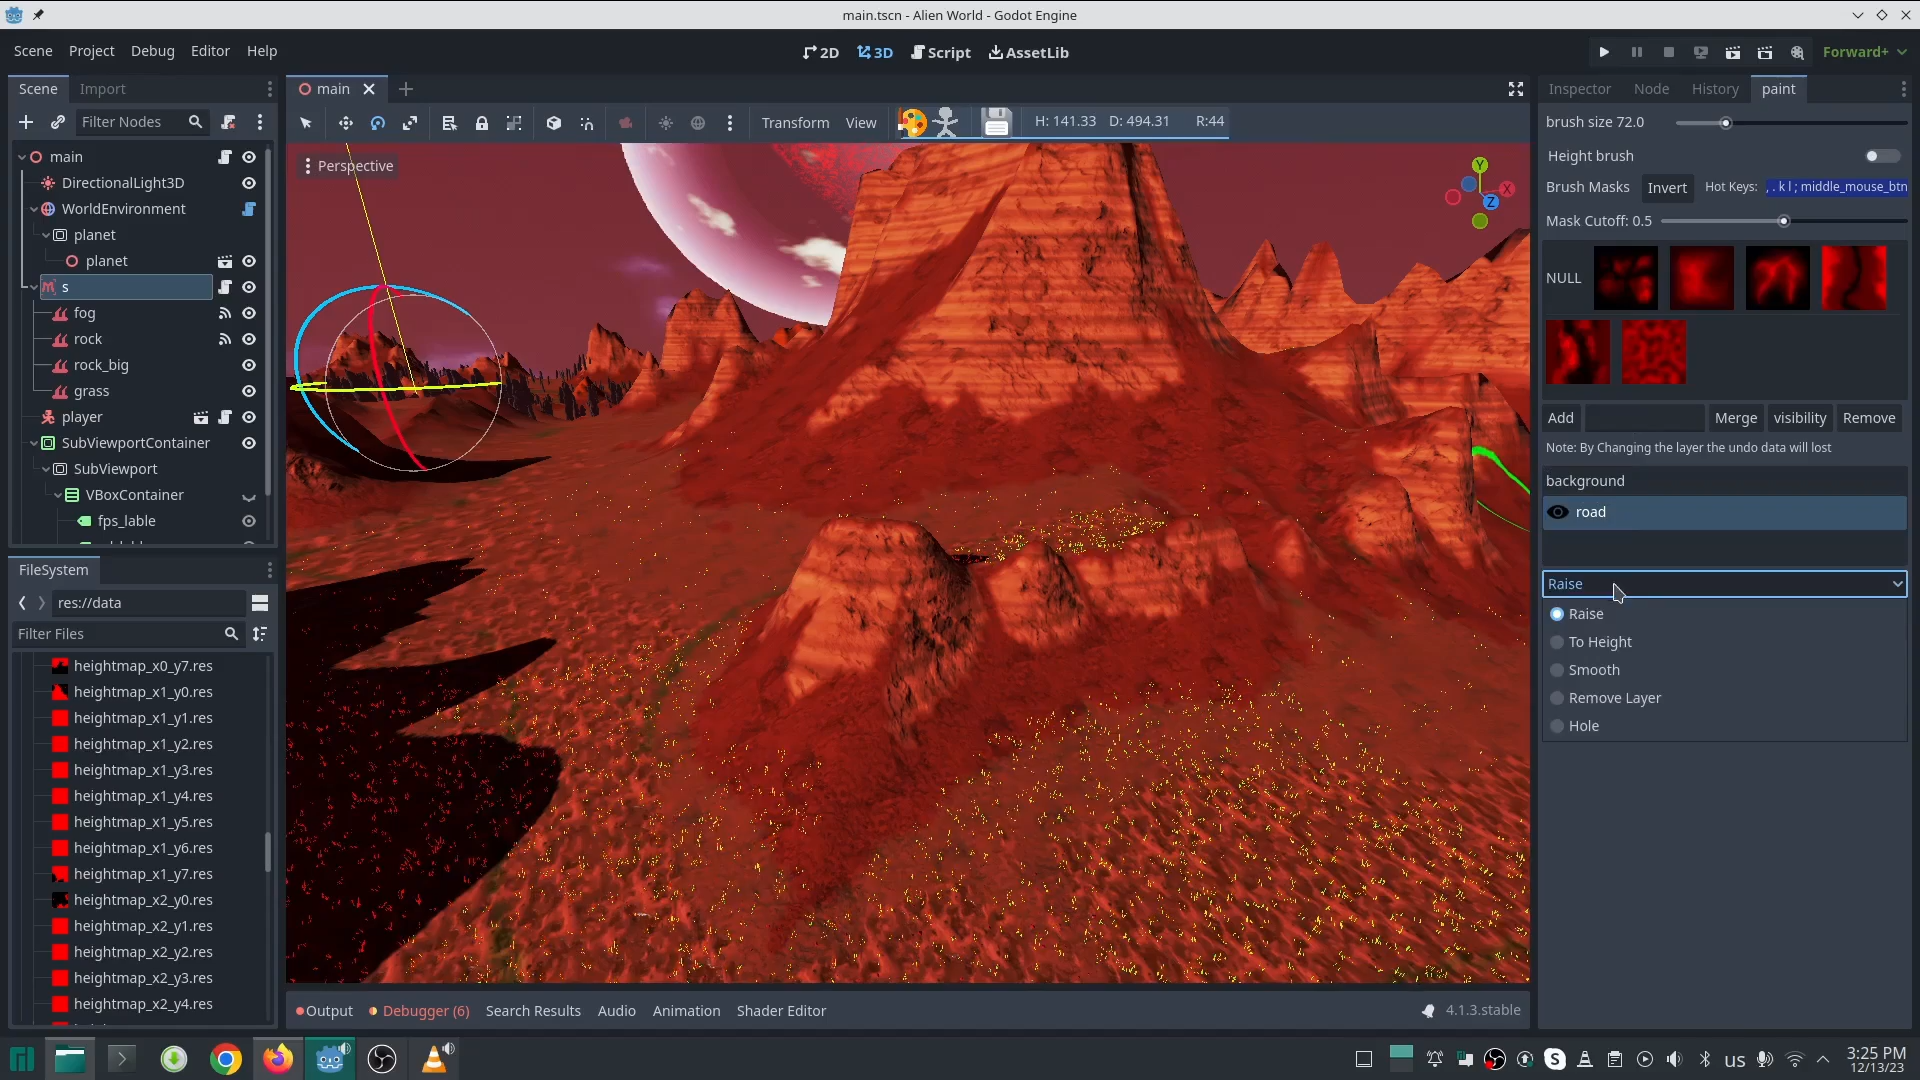 main.tscn - Alien World - Godot Engine
Scene Project Debug Editor Help
2D 3D Script AssetLib
Forward+
Scene Import
main
Inspector Node History paint
Filter Nodes
Transform View
H: 141.33 D: 494.31 R:44
brush size 72.0
Height brush
Brush Masks Invert Hot Keys: , . k l ; middle_mouse_btn
Mask Cutoff: 0.5
NULL
Add Merge visibility Remove
Note: By Changing the layer the undo data will lost
background
road
Raise
Raise
To Height
Smooth
Remove Layer
Hole
Perspective
Y
X
Z
main
DirectionalLight3D
WorldEnvironment
planet
planet
s
fog
rock
rock_big
grass
player
SubViewportContainer
SubViewport
VBoxContainer
fps_lable
FileSystem
res://data
Filter Files
heightmap_x0_y7.res
heightmap_x1_y0.res
heightmap_x1_y1.res
heightmap_x1_y2.res
heightmap_x1_y3.res
heightmap_x1_y4.res
heightmap_x1_y5.res
heightmap_x1_y6.res
heightmap_x1_y7.res
heightmap_x2_y0.res
heightmap_x2_y1.res
heightmap_x2_y2.res
heightmap_x2_y3.res
heightmap_x2_y4.res
Output Debugger (6) Search Results Audio Animation Shader Editor
4.1.3.stable
us
3:25 PM
12/13/23